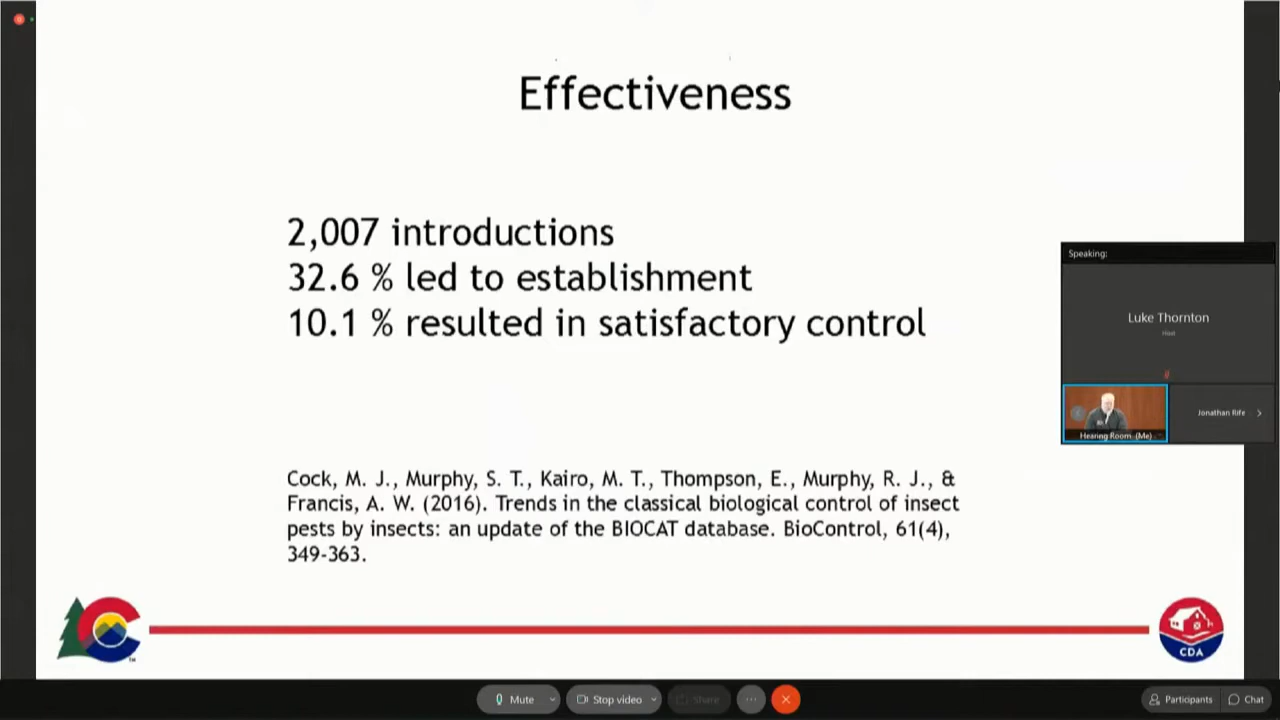 Effectiveness
2,007 introductions
32.6 % led to establishment
10.1 % resulted in satisfactory control
Speaking:
Luke Thornton
Host
Hearing Room (Me)
Jonathan Rife
Cock, M. J., Murphy, S. T., Kairo, M. T., Thompson, E., Murphy, R. J., &
Francis, A. W. (2016). Trends in the classical biological control of insect
pests by insects: an update of the BIOCAT database. BioControl, 61(4),
349-363.
CDA
Mute
Stop video
Share
Participants
Chat